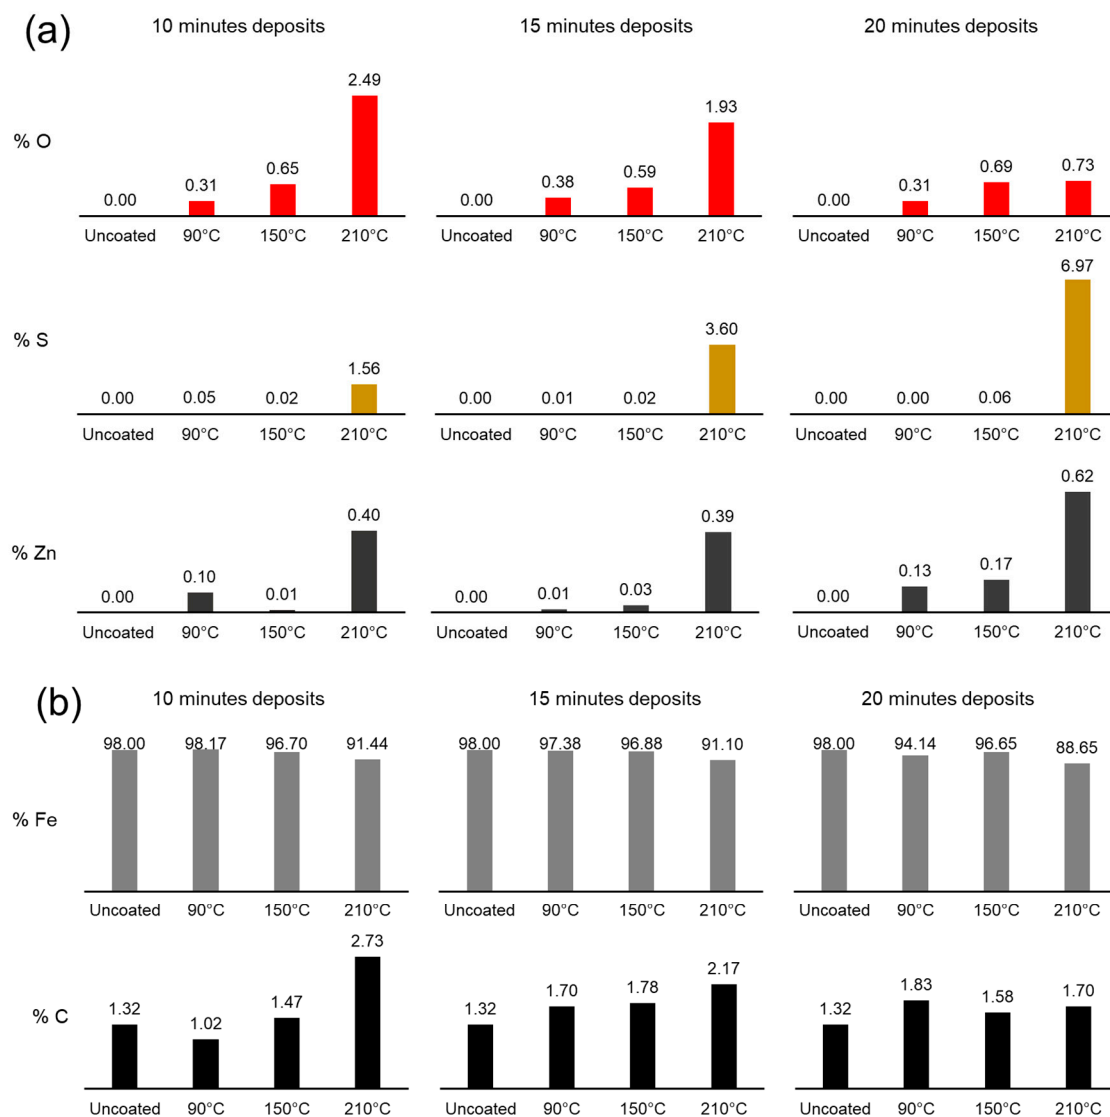 (a)
10 minutes deposits 15 minutes deposits 20 minutes deposits
% O
0.00 0.31 0.65 2.49 0.00 0.38 0.59 1.93 0.00 0.31 0.69 0.73
Uncoated 90°C 150°C 210°C Uncoated 90°C 150°C 210°C Uncoated 90°C 150°C 210°C
% S
0.00 0.05 0.02 1.56 0.00 0.01 0.02 3.60 0.00 0.00 0.06 6.97
Uncoated 90°C 150°C 210°C Uncoated 90°C 150°C 210°C Uncoated 90°C 150°C 210°C
% Zn
0.00 0.10 0.01 0.40 0.00 0.01 0.03 0.39 0.00 0.13 0.17 0.62
Uncoated 90°C 150°C 210°C Uncoated 90°C 150°C 210°C Uncoated 90°C 150°C 210°C
(b)
10 minutes deposits 15 minutes deposits 20 minutes deposits
% Fe
98.00 98.17 96.70 91.44 98.00 97.38 96.88 91.10 98.00 94.14 96.65 88.65
Uncoated 90°C 150°C 210°C Uncoated 90°C 150°C 210°C Uncoated 90°C 150°C 210°C
% C
1.32 1.02 1.47 2.73 1.32 1.70 1.78 2.17 1.32 1.83 1.58 1.70
Uncoated 90°C 150°C 210°C Uncoated 90°C 150°C 210°C Uncoated 90°C 150°C 210°C